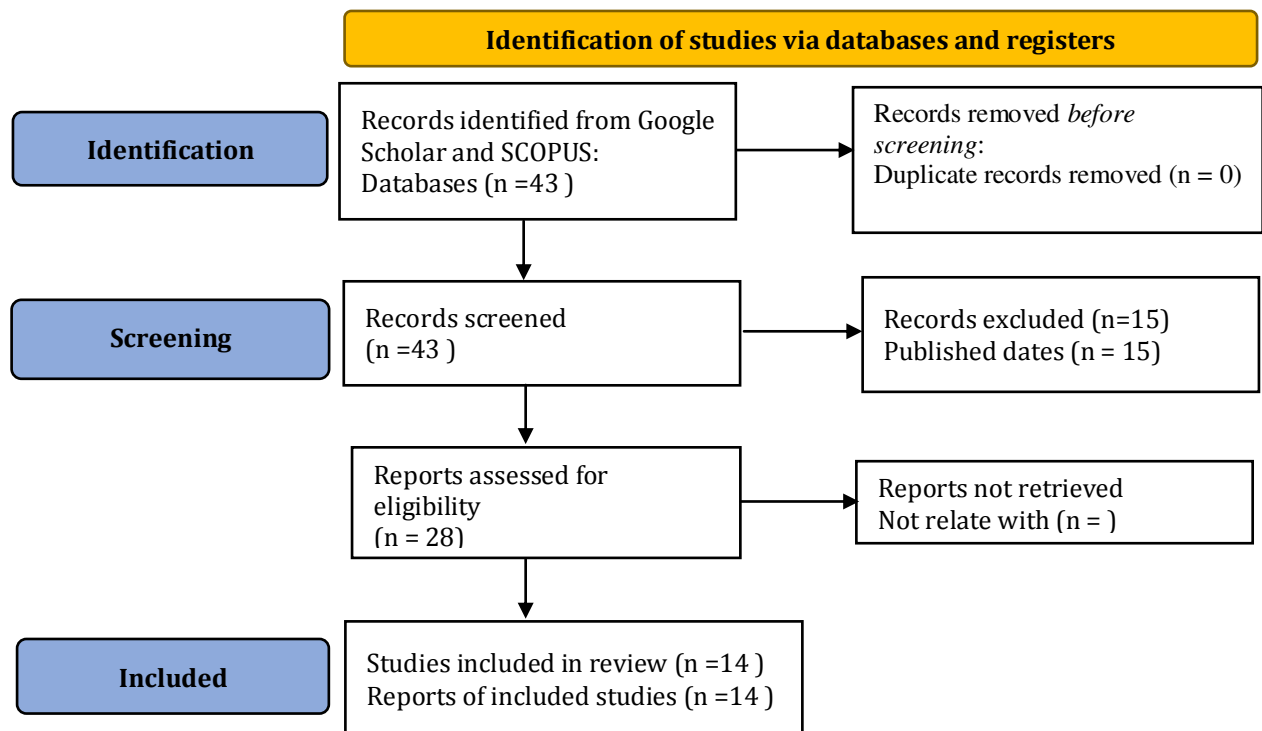 Identification of studies via databases and registers
Identification
Records identified from Google
Scholar and SCOPUS:
Databases (n =43 )
Records removed before
screening:
Duplicate records removed (n = 0)
Screening
Records screened
(n =43 )
Records excluded (n=15)
Published dates (n = 15)
Reports assessed for
eligibility
(n = 28)
Reports not retrieved
Not relate with (n = )
Included
Studies included in review (n =14 )
Reports of included studies (n =14 )